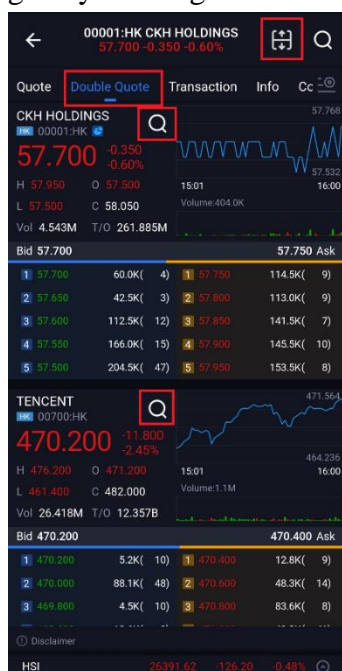 00001:HK CKH HOLDINGS
57.700 -0.350 -0.60%
Quote Double Quote Transaction Info Cc
CKH HOLDINGS
HK 00001:HK
57.700 -0.350
-0.60%
H 57.950 O 57.500
L 57.500 C 58.050
Vol 4.543M T/O 261.885M
57.768
57.532
15:01 16:00
Volume:404.0K
Bid 57.700 57.750 Ask
1 57.700 60.0K( 4) 1 57.750 114.5K( 9)
2 57.650 42.5K( 3) 2 57.800 113.0K( 9)
3 57.600 112.5K( 12) 3 57.850 141.5K( 7)
4 57.550 166.0K( 15) 4 57.900 145.5K( 10)
5 57.500 204.5K( 47) 5 57.950 153.5K( 8)
TENCENT
HK 00700:HK
470.200 -11.800
-2.45%
H 476.200 O 471.200
L 461.400 C 482.000
Vol 26.418M T/O 12.357B
471.564
464.236
15:01 16:00
Volume:1.1M
Bid 470.200 470.400 Ask
1 470.200 5.2K( 10) 1 470.400 12.8K( 9)
2 470.000 88.1K( 48) 2 470.600 48.3K( 14)
3 469.800 4.5K( 10) 3 470.800 83.6K( 8)
Disclaimer
HSI 26391.62 -126.20 -0.48%